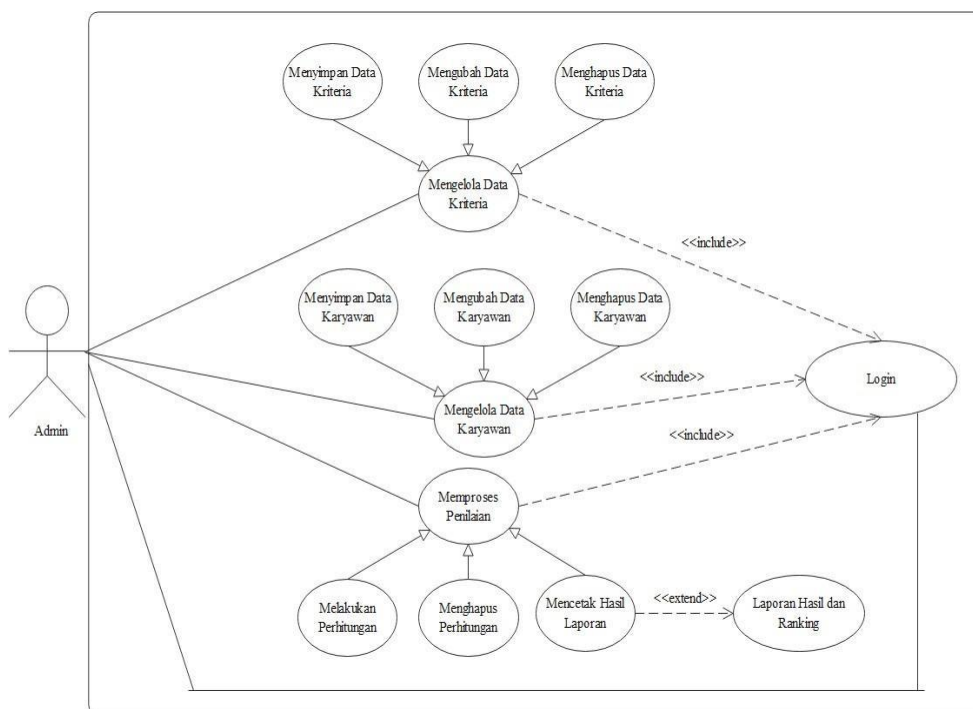 Menyimpan Data
Kriteria
Mengubah Data
Kriteria
Menghapus Data
Kriteria
Mengelola Data
Kriteria
<<include>>
Menyimpan Data
Karyawan
Mengubah Data
Karyawan
Menghapus Data
Karyawan
<<include>>
Login
Mengelola Data
Karyawan
Admin
<<include>>
Memproses
Penilaian
Melakukan
Perhitungan
Menghapus
Perhitungan
Mencetak Hasil
Laporan
<<extend>>
Laporan Hasil dan
Ranking